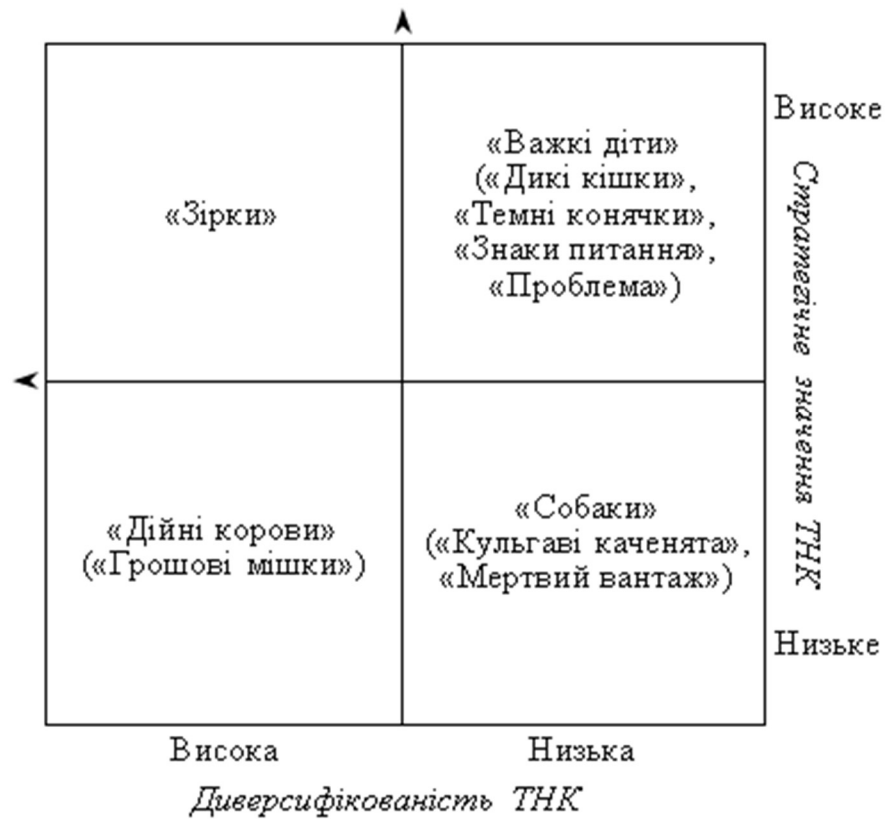 Високе
«Важкі діти»
(«Дикі кішки»,
«Темні конячки»,
«Знаки питання»,
«Проблема»)
«Зірки»
Стратегічне значення ТНК
«Дійні корови»
(«Грошові мішки»)
«Собаки»
(«Кульгаві каченята»,
«Мертвий вантаж»)
Низьке
Висока
Низька
Диверсифікованість ТНК